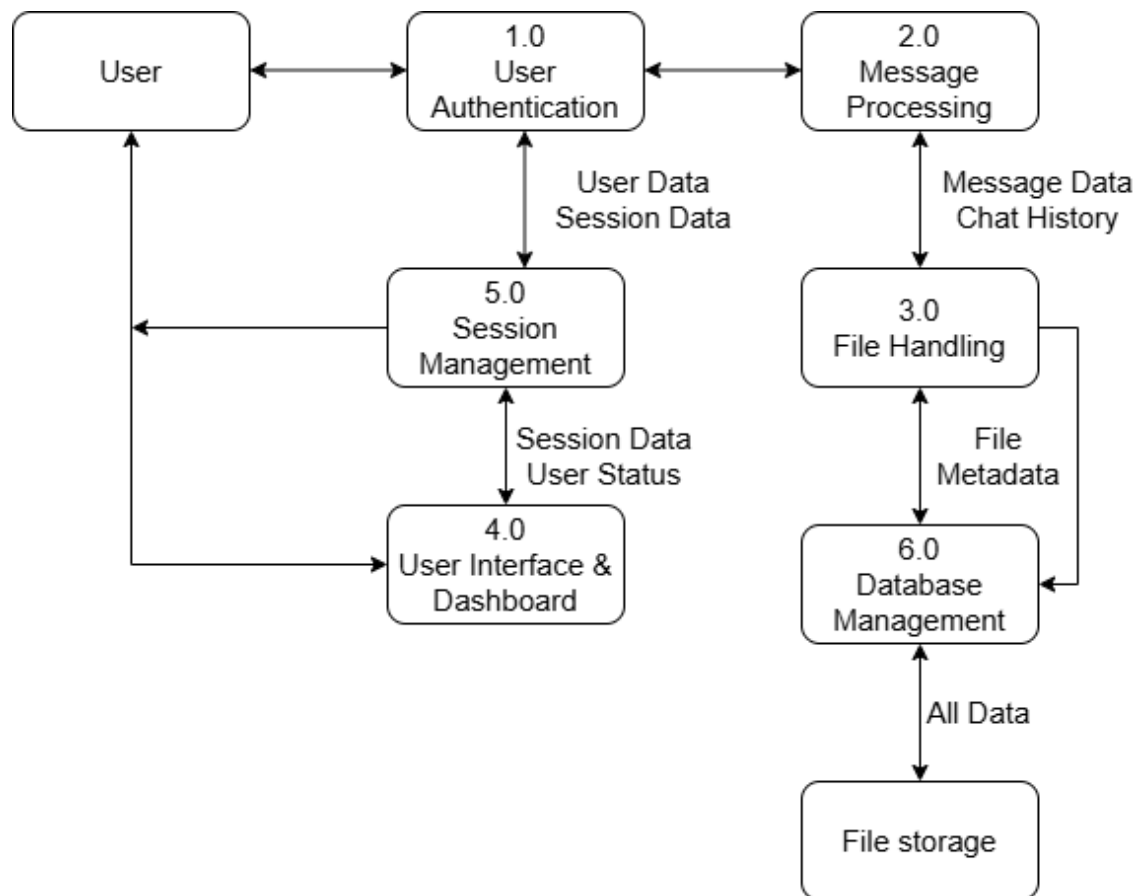 User
1.0
User
Authentication
2.0
Message
Processing
User Data
Session Data
Message Data
Chat History
5.0
Session
Management
3.0
File Handling
Session Data
User Status
File
Metadata
4.0
User Interface &
Dashboard
6.0
Database
Management
All Data
File storage